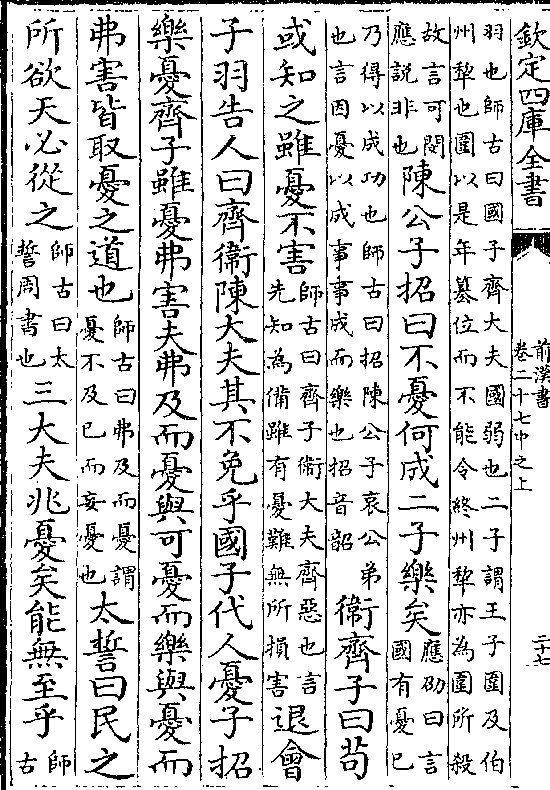 欽定四庫全書
前漢書
卷二十七中之上
二十七
羽也師古曰國子齊大夫國弱也二子謂王子圍及伯
州犂也圍以是年簒位而不能令終州犂亦為圍所殺
故言可閔
應說非也
陳公子招曰不憂何成二子樂矣
應劭曰言
國有憂已
乃得以成功也師古曰招陳公子哀公弟
也言因憂以成事事成而樂也招音韶
衞齊子曰苟
或知之雖憂不害
師古曰齊子衞大夫齊惡也言
先知為備雖有憂難無所損害
退會
子羽告人曰齊衞陳大夫其不免乎國子代人憂子招
樂憂齊子雖憂弗害夫弗及而憂與可憂而樂與憂而
弗害皆取憂之道也
師古曰弗及而憂謂
憂不及已而妄憂也
太誓曰民之
所欲天必從之
師古曰太
誓周書也
三大夫兆憂矣能無至乎
師
古